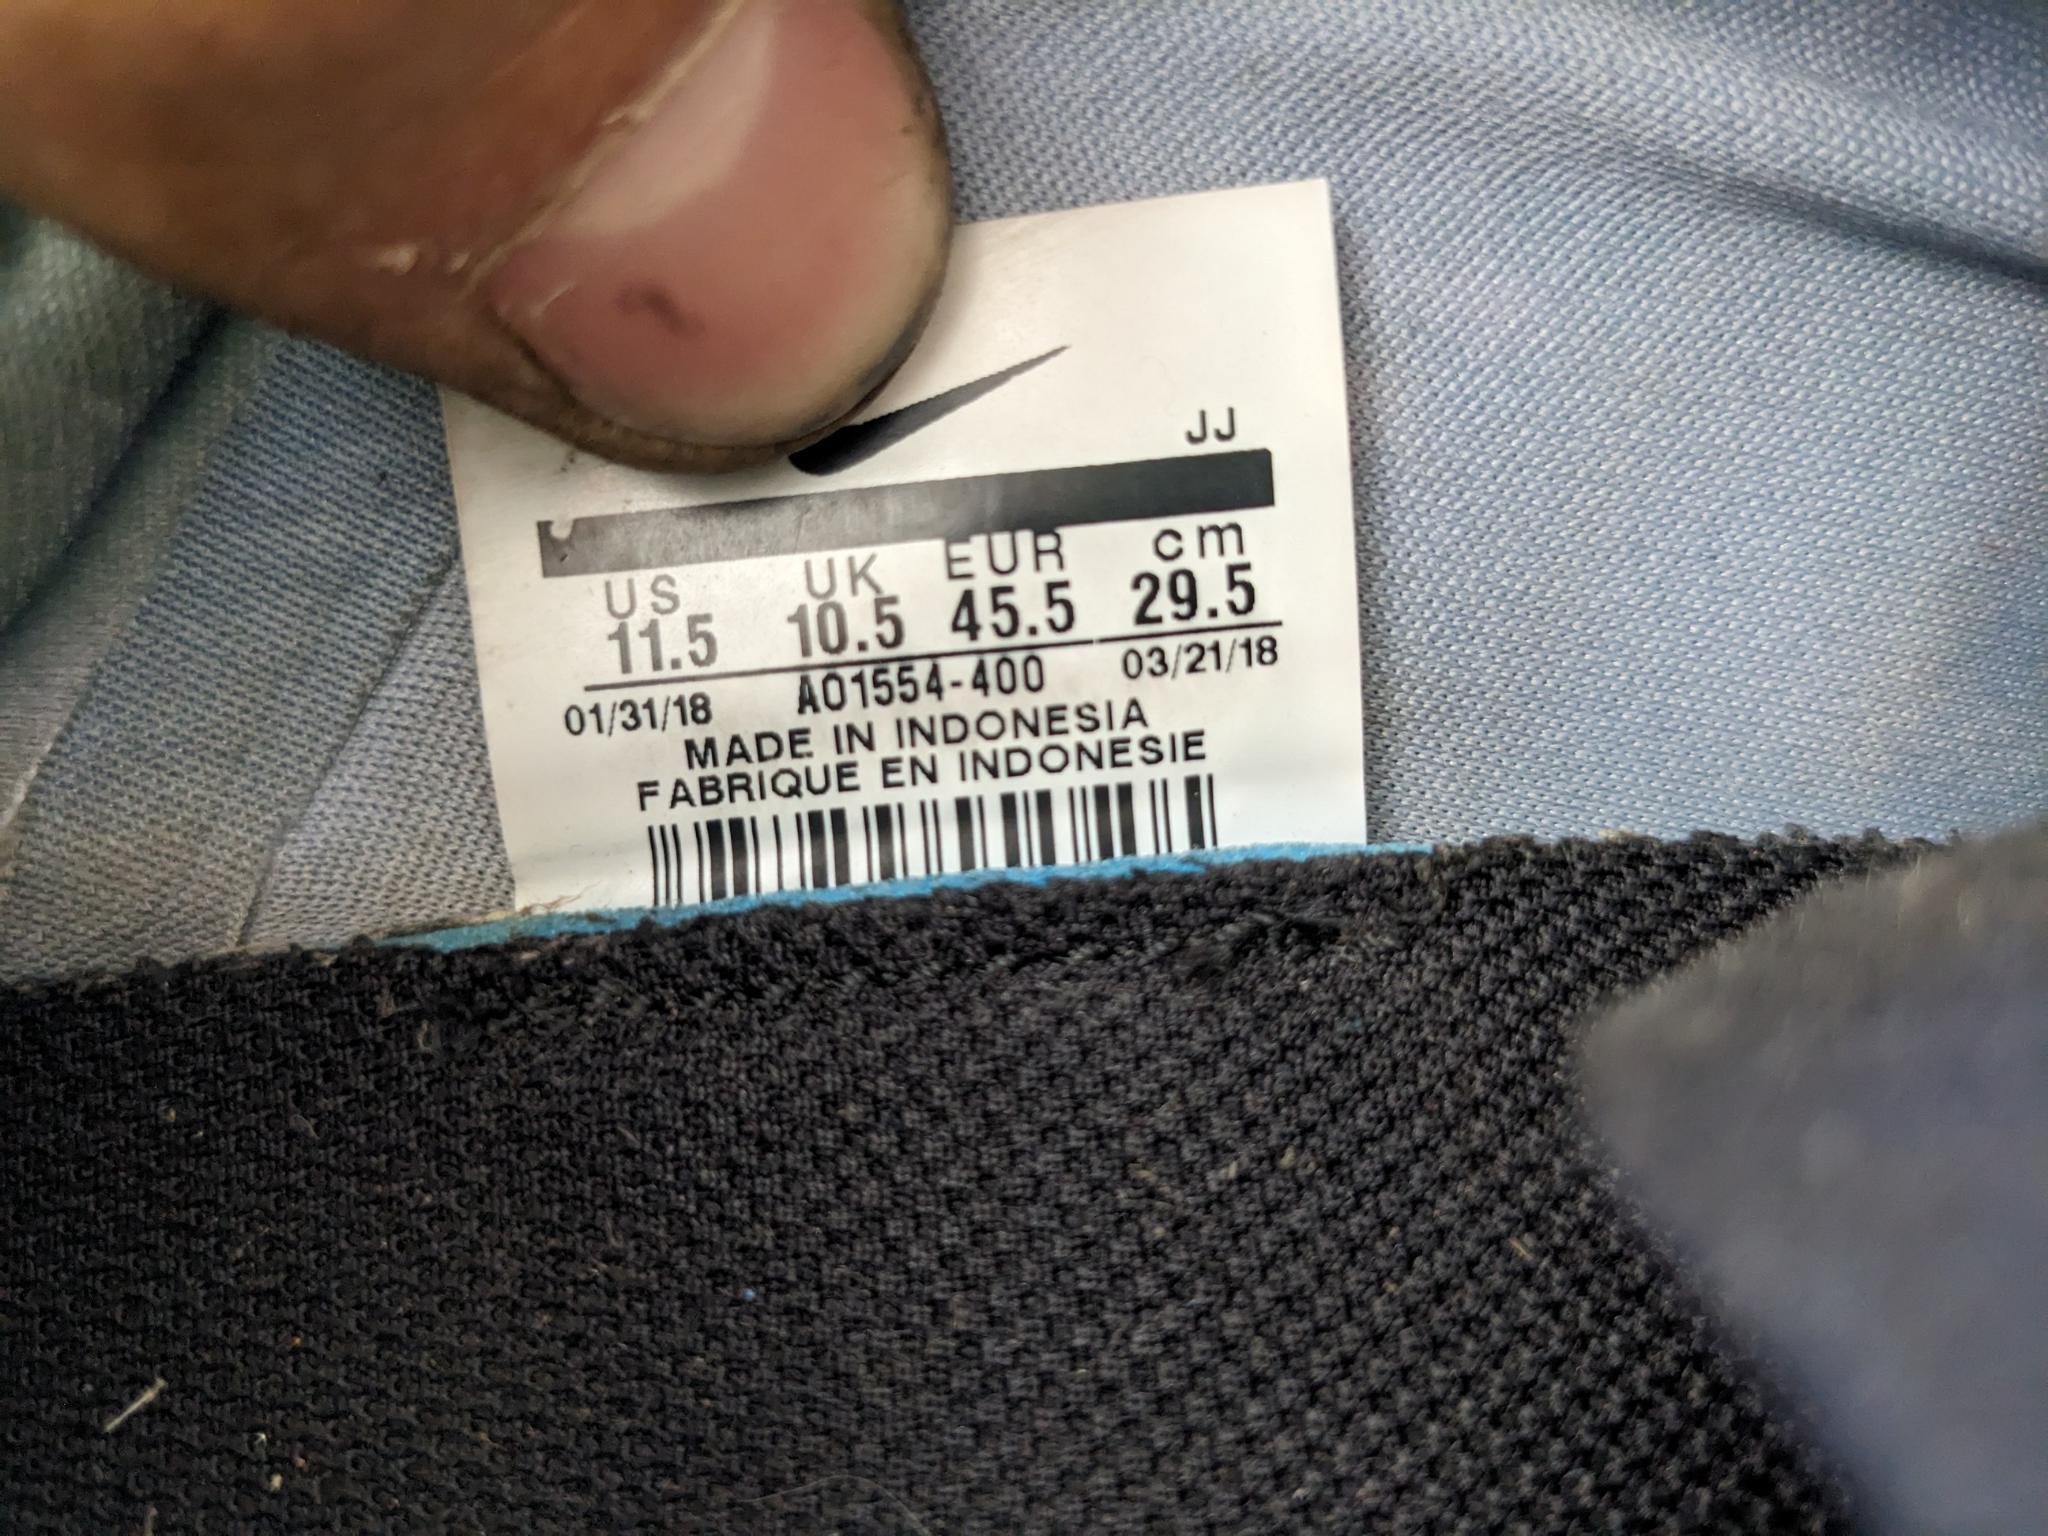 JJ
US UK EUR cm
11.5 10.5 45.5 29.5
01/31/18 AO1554-400 03/21/18
MADE IN INDONESIA
FABRIQUE EN INDONESIE